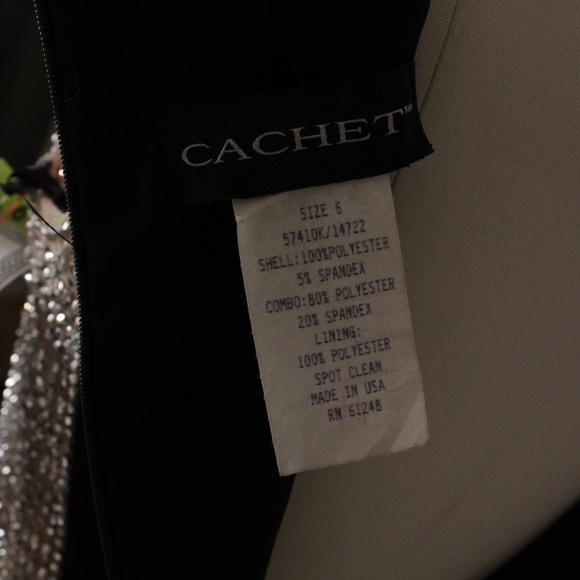 CACHET™
SIZE 6
57410K/14722
SHELL:100%POLYESTER
5% SPANDEX
COMBO:80% POLYESTER
20% SPANDEX
LINING:
100% POLYESTER
SPOT CLEAN
MADE IN USA
RN 61248